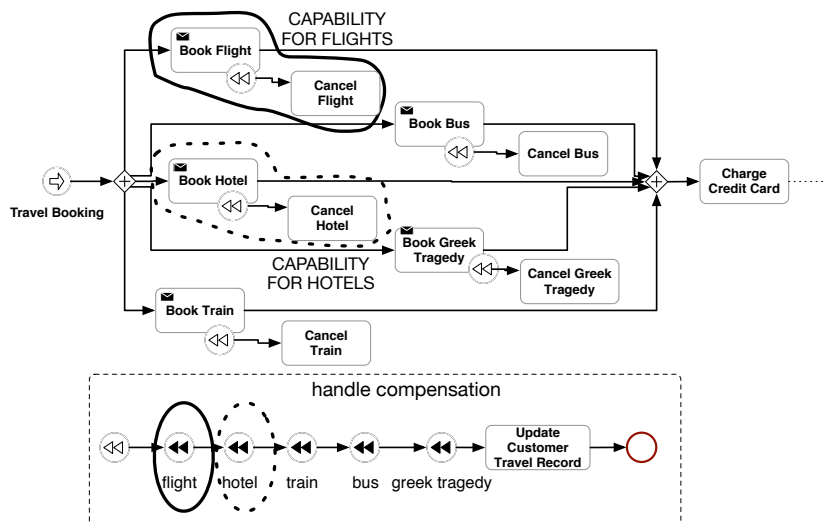 CAPABILITY
FOR FLIGHTS
Book Flight
Cancel
Flight
Book Bus
Cancel Bus
Book Hotel
Cancel
Hotel
Travel Booking
Charge
Credit Card
Book Greek
Tragedy
CAPABILITY
FOR HOTELS
Cancel Greek
Tragedy
Book Train
Cancel
Train
handle compensation
Update
Customer
Travel Record
flight
hotel
train
bus
greek tragedy